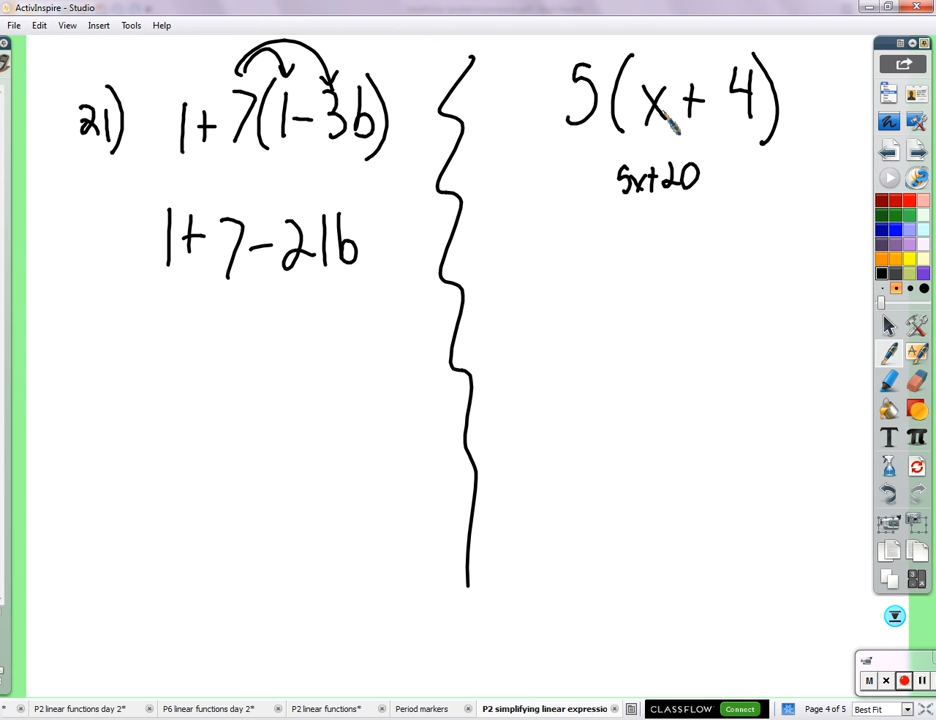 ActivInspire - Studio
File Edit View Insert Tools Help
21) 1+7(1-3b)
1+7-21b
5(x+4)
5x+20
P2 linear functions day 2*
P6 linear functions day 2*
P2 linear functions*
Period markers
P2 simplifying linear expressio
CLASSFLOW Connect
Page 4 of 5
Best Fit
M